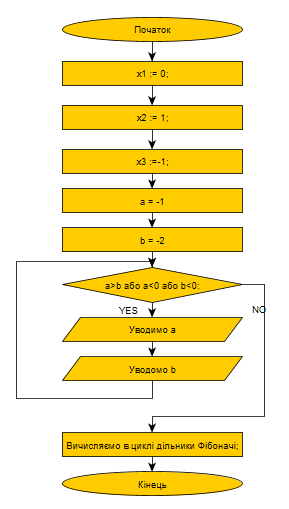 Початок
x1 := 0;
x2 := 1;
x3 :=-1;
a = -1
b = -2
a>b або a<0 або b<0;
YES
NO
Уводимо a
Уводомо b
Вичисляємо в циклі дільники Фібоначі;
Кінець